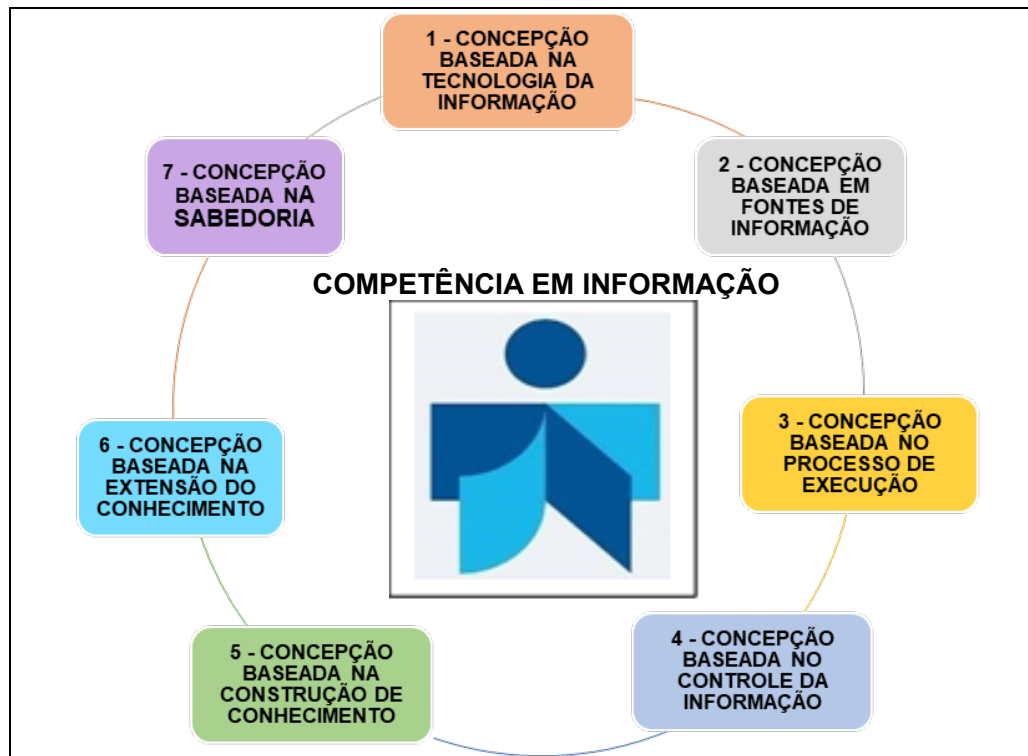 1 - CONCEPÇÃO
BASEADA NA
TECNOLOGIA DA
INFORMAÇÃO
2 - CONCEPÇÃO
BASEADA EM
FONTES DE
INFORMAÇÃO
3 - CONCEPÇÃO
BASEADA NO
PROCESSO DE
EXECUÇÃO
4 - CONCEPÇÃO
BASEADA NO
CONTROLE DA
INFORMAÇÃO
5 - CONCEPÇÃO
BASEADA NA
CONSTRUÇÃO DE
CONHECIMENTO
6 - CONCEPÇÃO
BASEADA NA
EXTENSÃO DO
CONHECIMENTO
7 - CONCEPÇÃO
BASEADA NA
SABEDORIA
COMPETÊNCIA EM INFORMAÇÃO